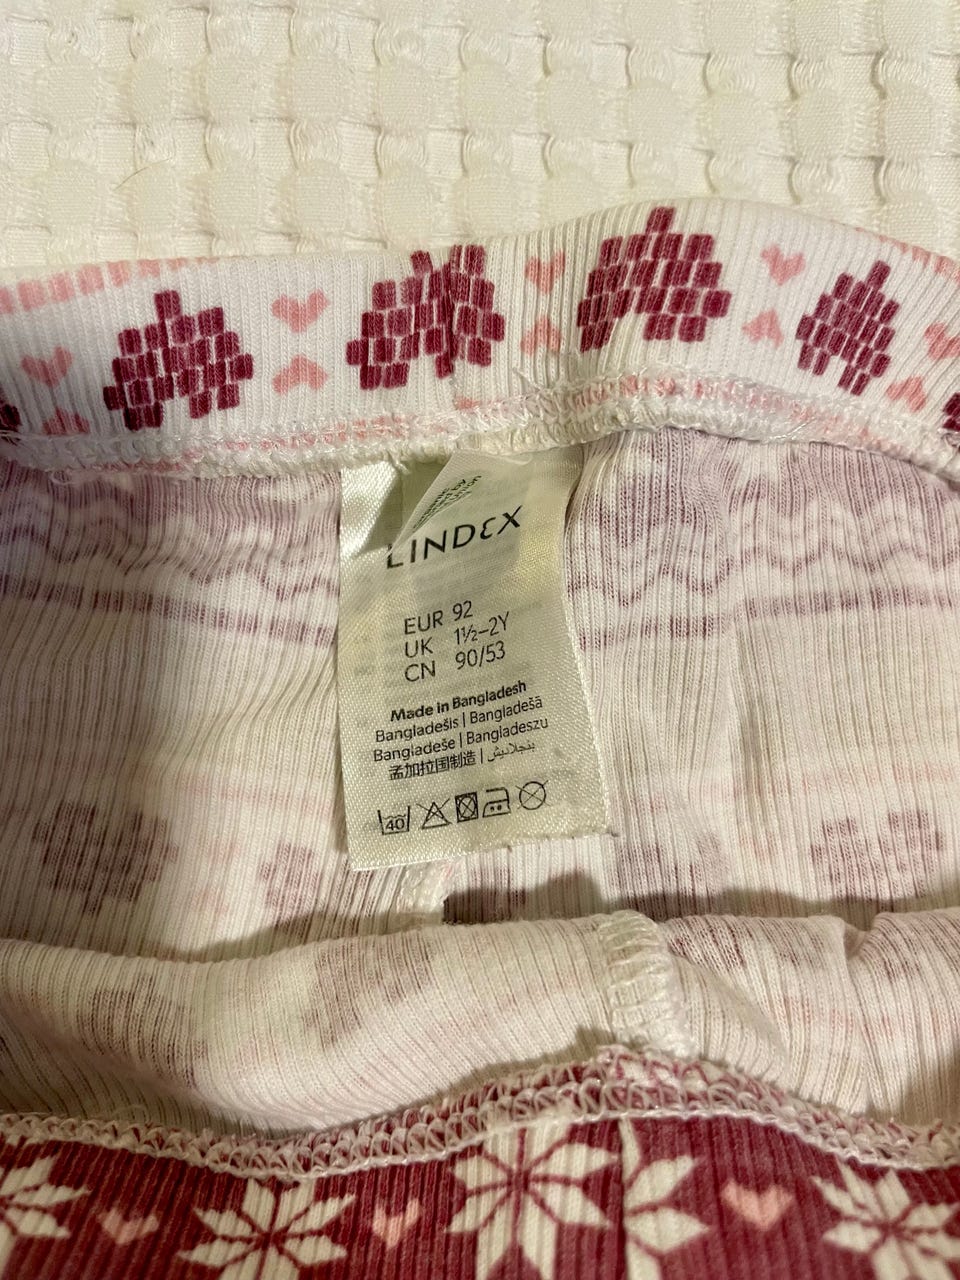 LINDEX
EUR 92
UK 1½–2Y
CN 90/53
Made in Bangladesh
Bangladešis | Bangladešā
Bangladeše | Bangladeszu
孟加拉国制造 | بنجلاديش
40